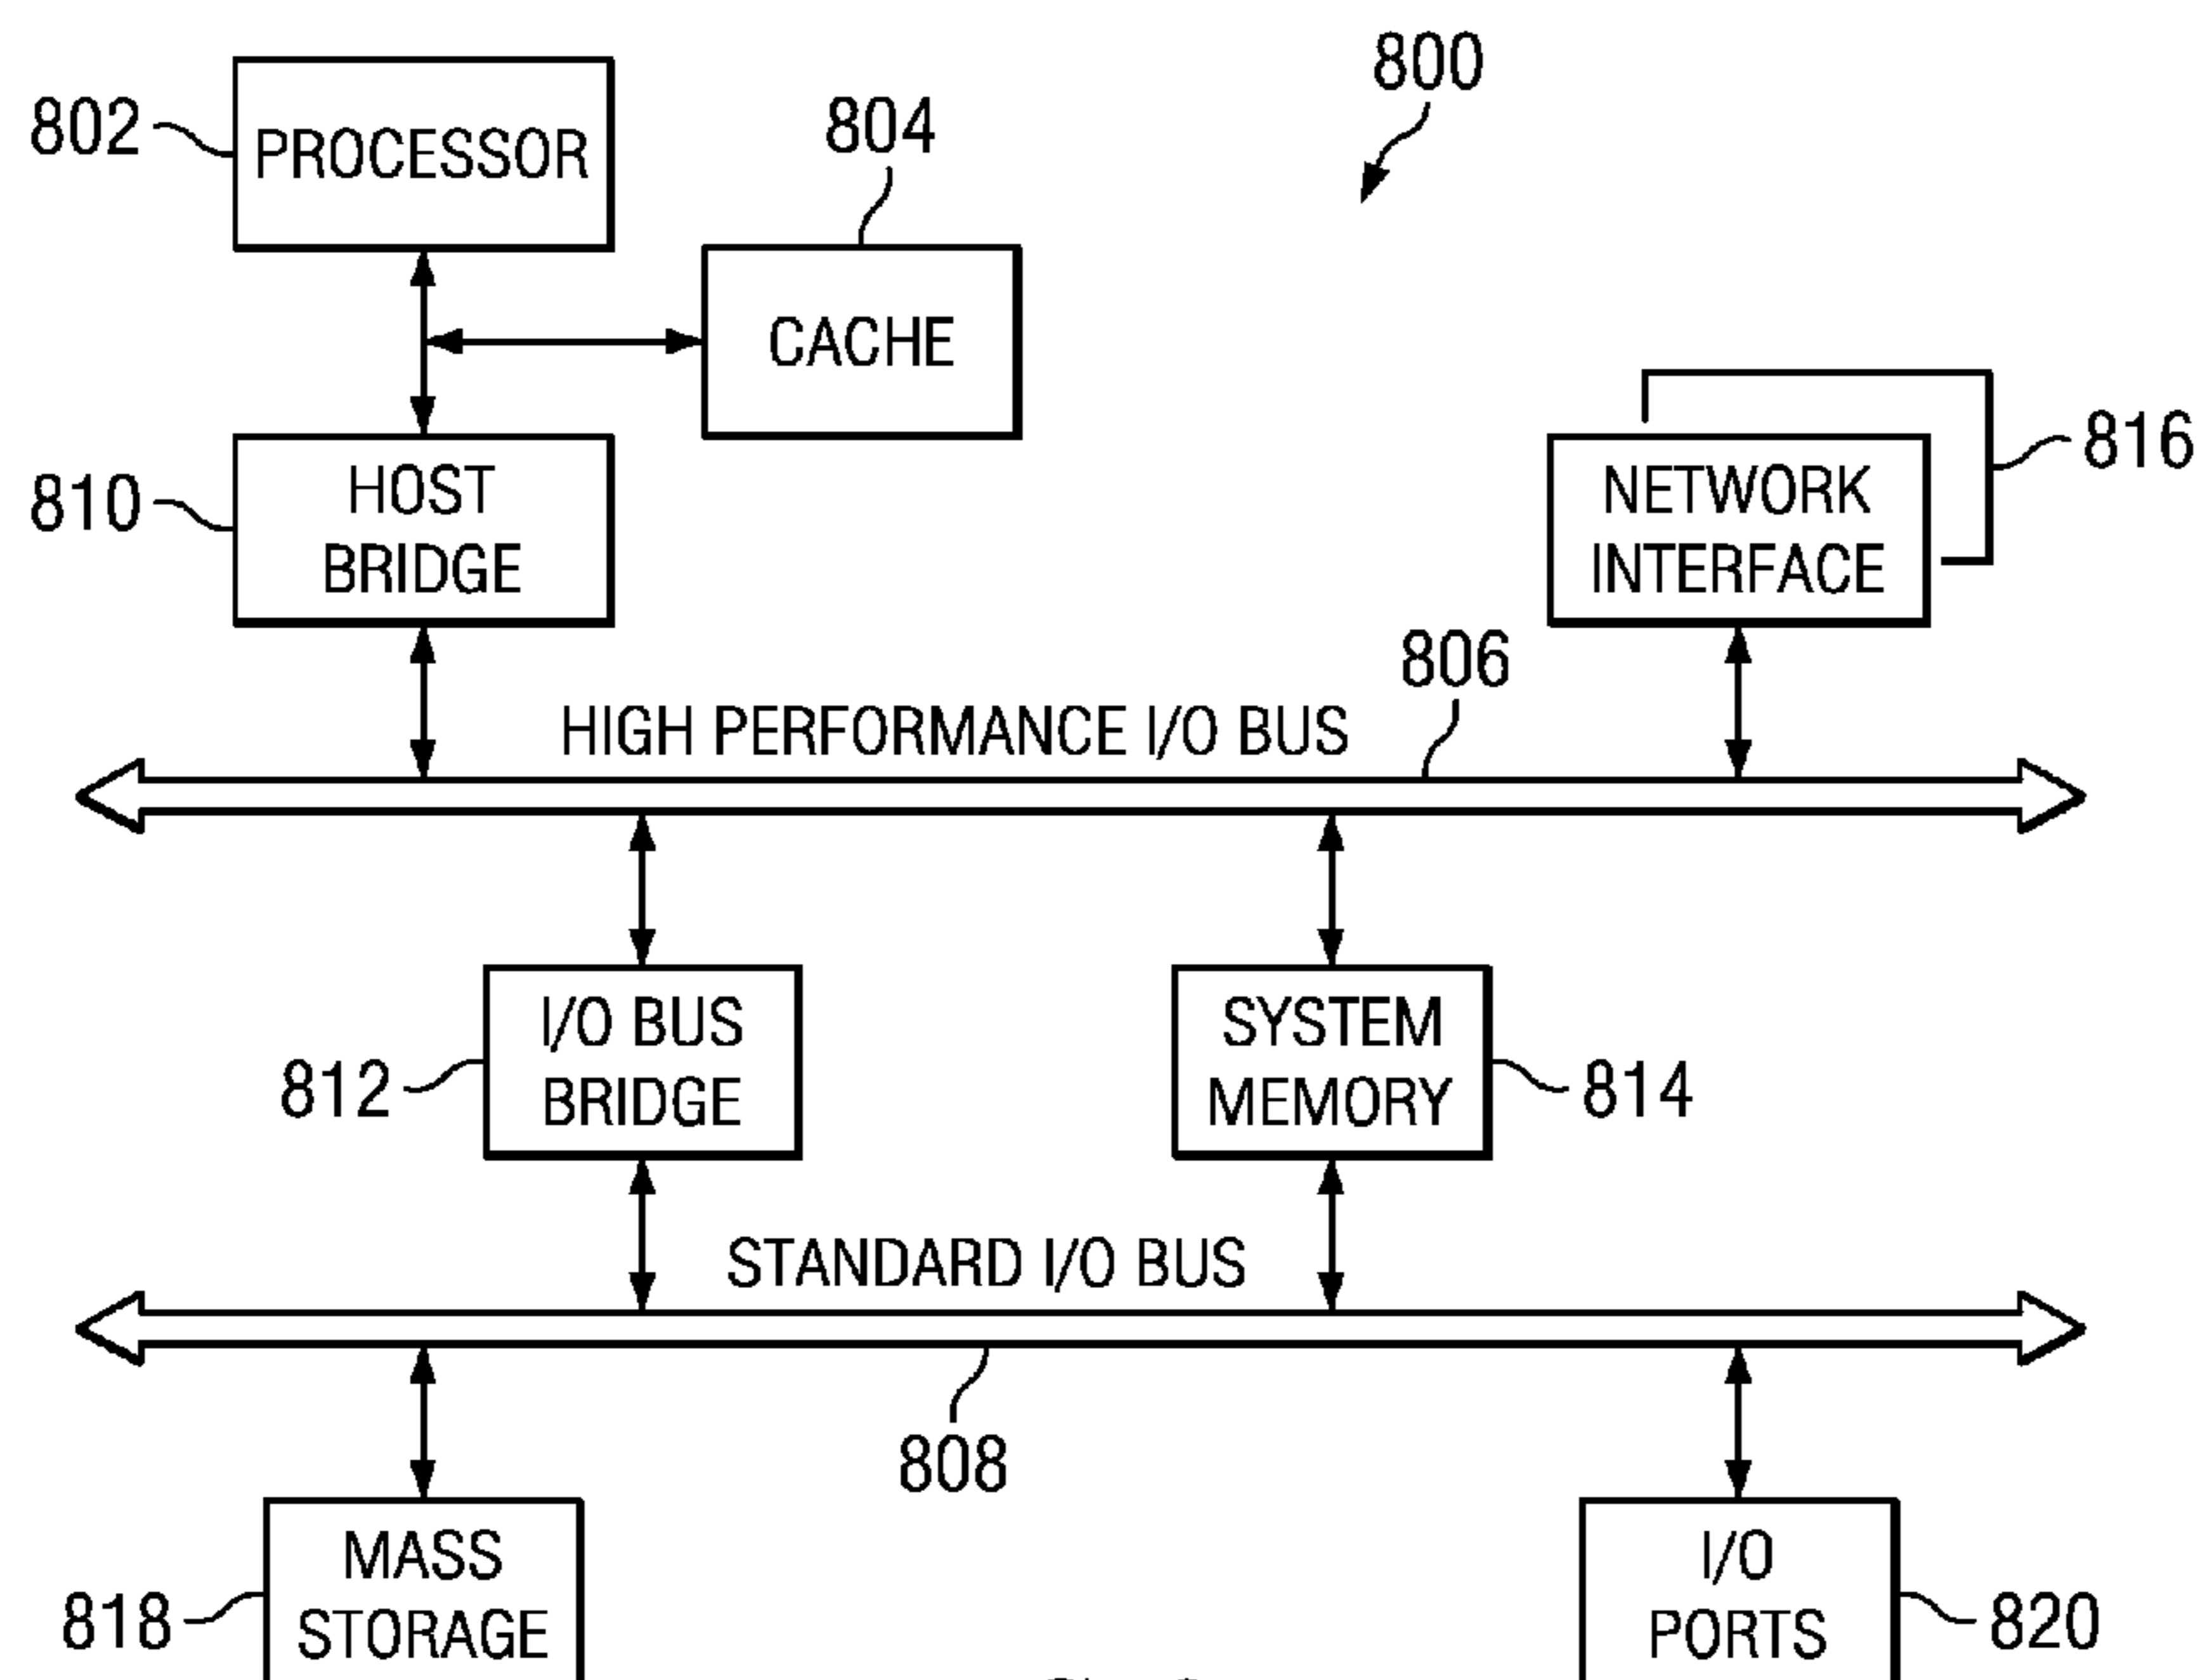 800
802
PROCESSOR
804
CACHE
810
HOST
BRIDGE
816
NETWORK
INTERFACE
806
HIGH PERFORMANCE I/O BUS
812
I/O BUS
BRIDGE
SYSTEM
MEMORY
814
STANDARD I/O BUS
808
818
MASS
STORAGE
I/O
PORTS
820